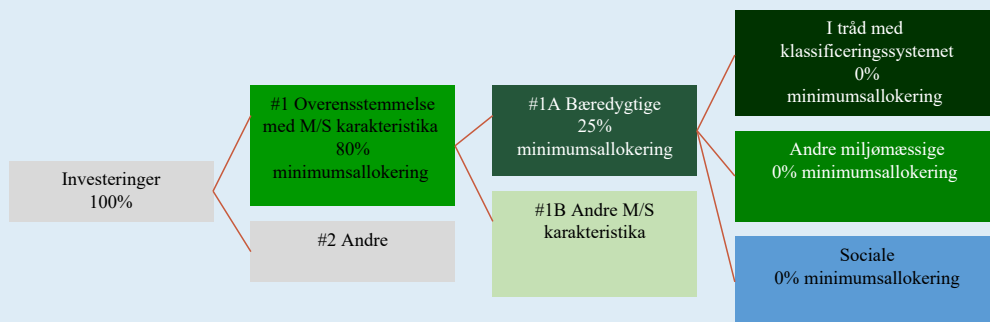 Investeringer
100%
#1 Overensstemmelse
med M/S karakteristika
80%
minimumsallokering
#2 Andre
#1A Bæredygtige
25%
minimumsallokering
#1B Andre M/S
karakteristika
I tråd med
klassificeringssystemet
0%
minimumsallokering
Andre miljømæssige
0% minimumsallokering
Sociale
0% minimumsallokering